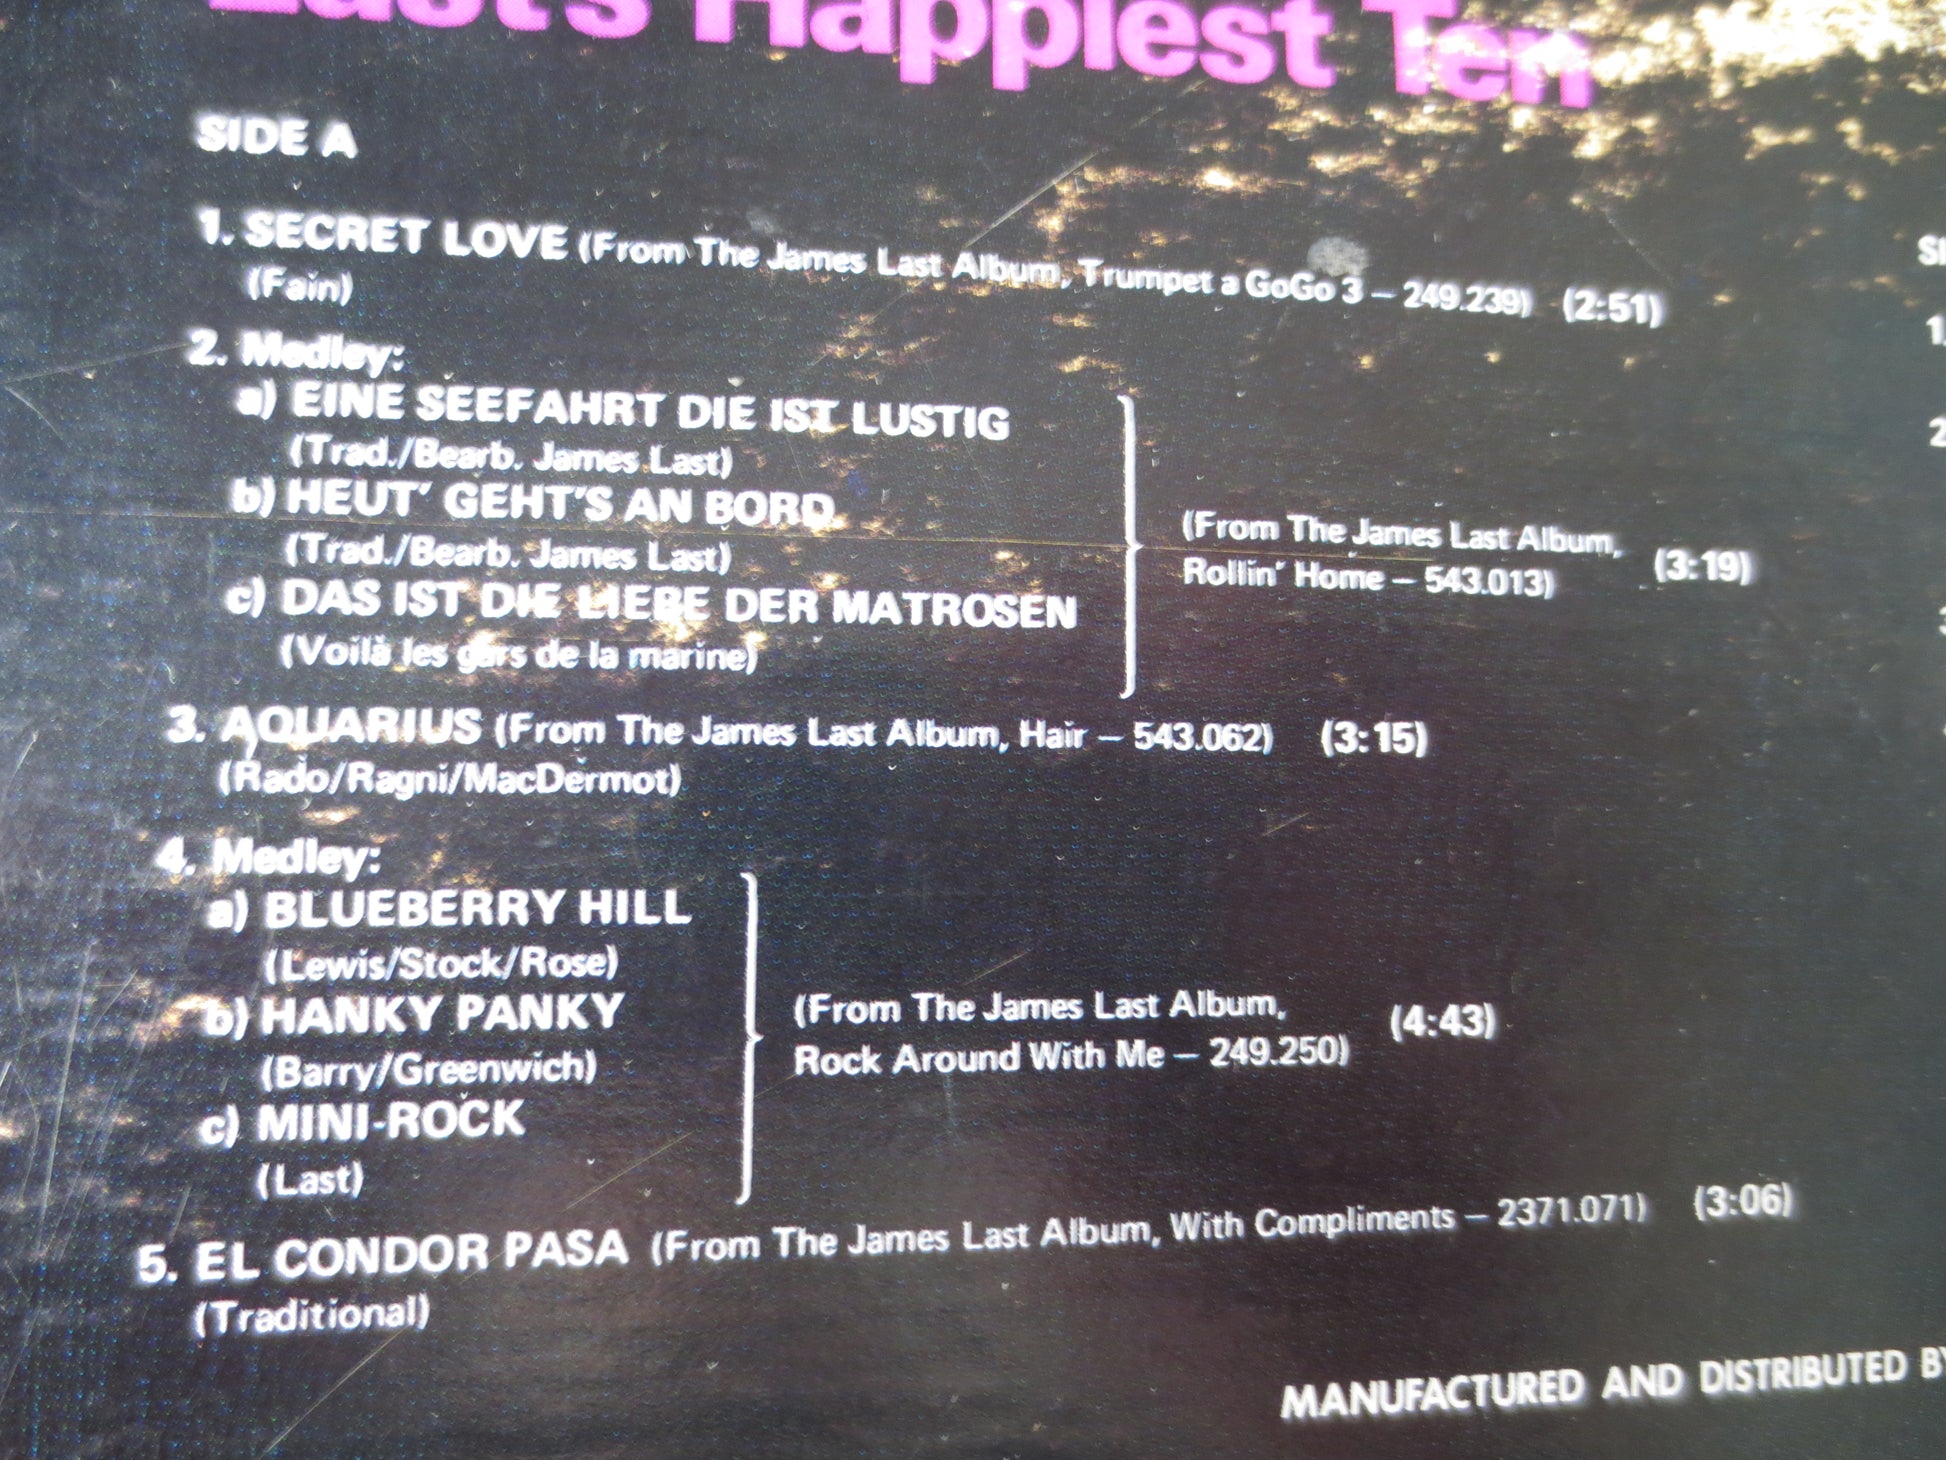 Last's Happiest Ten
SIDE A
1. SECRET LOVE (From The James Last Album, Trumpet a GoGo 3 – 249.239) (2:51)
(Fain)
2. Medley:
a) EINE SEEFAHRT DIE IST LUSTIG
(Trad./Bearb. James Last)
b) HEUT' GEHT'S AN BORD
(Trad./Bearb. James Last)
c) DAS IST DIE LIEBE DER MATROSEN
(Voilà les gars de la marine)
(From The James Last Album,
Rollin' Home – 543.013)
(3:19)
3. AQUARIUS (From The James Last Album, Hair – 543.062) (3:15)
(Rado/Ragni/MacDermot)
4. Medley:
a) BLUEBERRY HILL
(Lewis/Stock/Rose)
b) HANKY PANKY
(Barry/Greenwich)
c) MINI-ROCK
(Last)
(From The James Last Album,
Rock Around With Me – 249.250)
(4:43)
5. EL CONDOR PASA (From The James Last Album, With Compliments – 2371.071) (3:06)
(Traditional)
MANUFACTURED AND DISTRIBUTED BY
1.
2
3